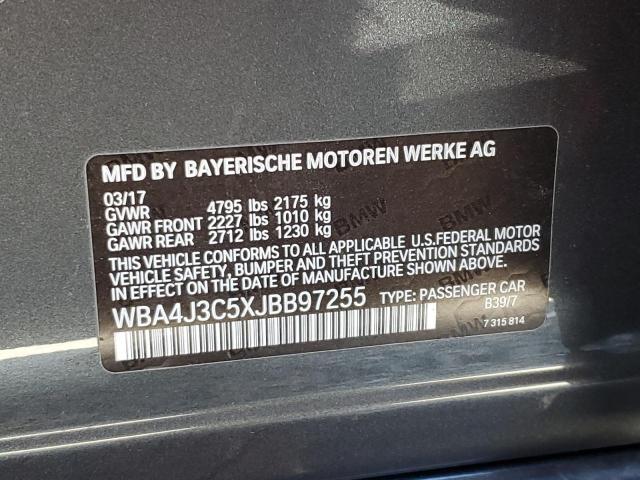 MFD BY BAYERISCHE MOTOREN WERKE AG
03/17
GVWR 4795 lbs 2175 kg
GAWR FRONT 2227 lbs 1010 kg
GAWR REAR 2712 lbs 1230 kg
THIS VEHICLE CONFORMS TO ALL APPLICABLE U.S.FEDERAL MOTOR
VEHICLE SAFETY, BUMPER, AND THEFT PREVENTION STANDARDS
IN EFFECT ON THE DATE OF MANUFACTURE SHOWN ABOVE.
WBA4J3C5XJBB97255 TYPE: PASSENGER CAR
B39/7
7 315 814